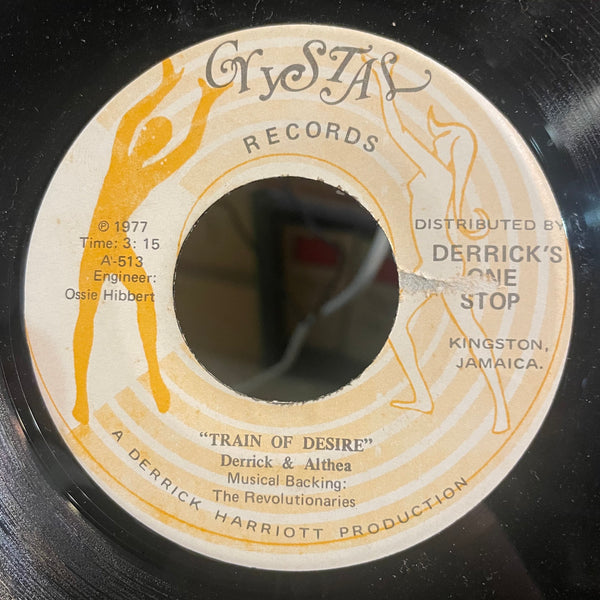 CrySTAL
RECORDS
℗ 1977
Time: 3: 15
A-513
Engineer:
Ossie Hibbert
DISTRIBUTED BY
DERRICK'S
ONE
STOP
KINGSTON,
JAMAICA.
"TRAIN OF DESIRE"
Derrick & Althea
Musical Backing:
The Revolutionaries
A DERRICK HARRIOTT PRODUCTION